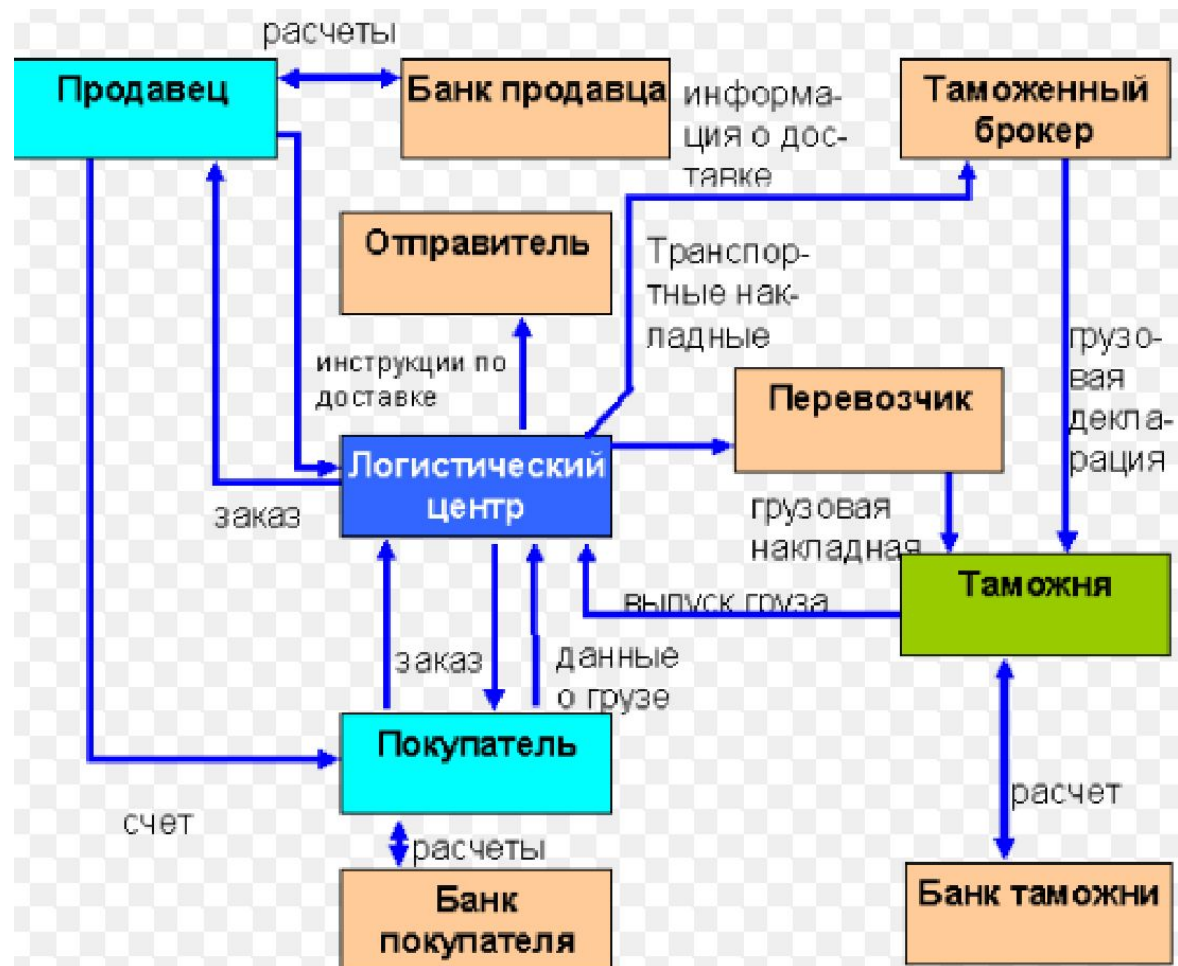 расчеты
Продавец
Банк продавца
информа-
ция о дос-
тавке
Таможенный
брокер
Отправитель
Транспор-
тные нак-
ладные
инструкции по
доставке
грузо-
вая
декла-
рация
Перевозчик
Логистический
центр
заказ
грузовая
накладная
Таможня
выпуск груза
заказ
данные
о грузе
Покупатель
счет
расчет
расчеты
Банк
покупателя
Банк таможни